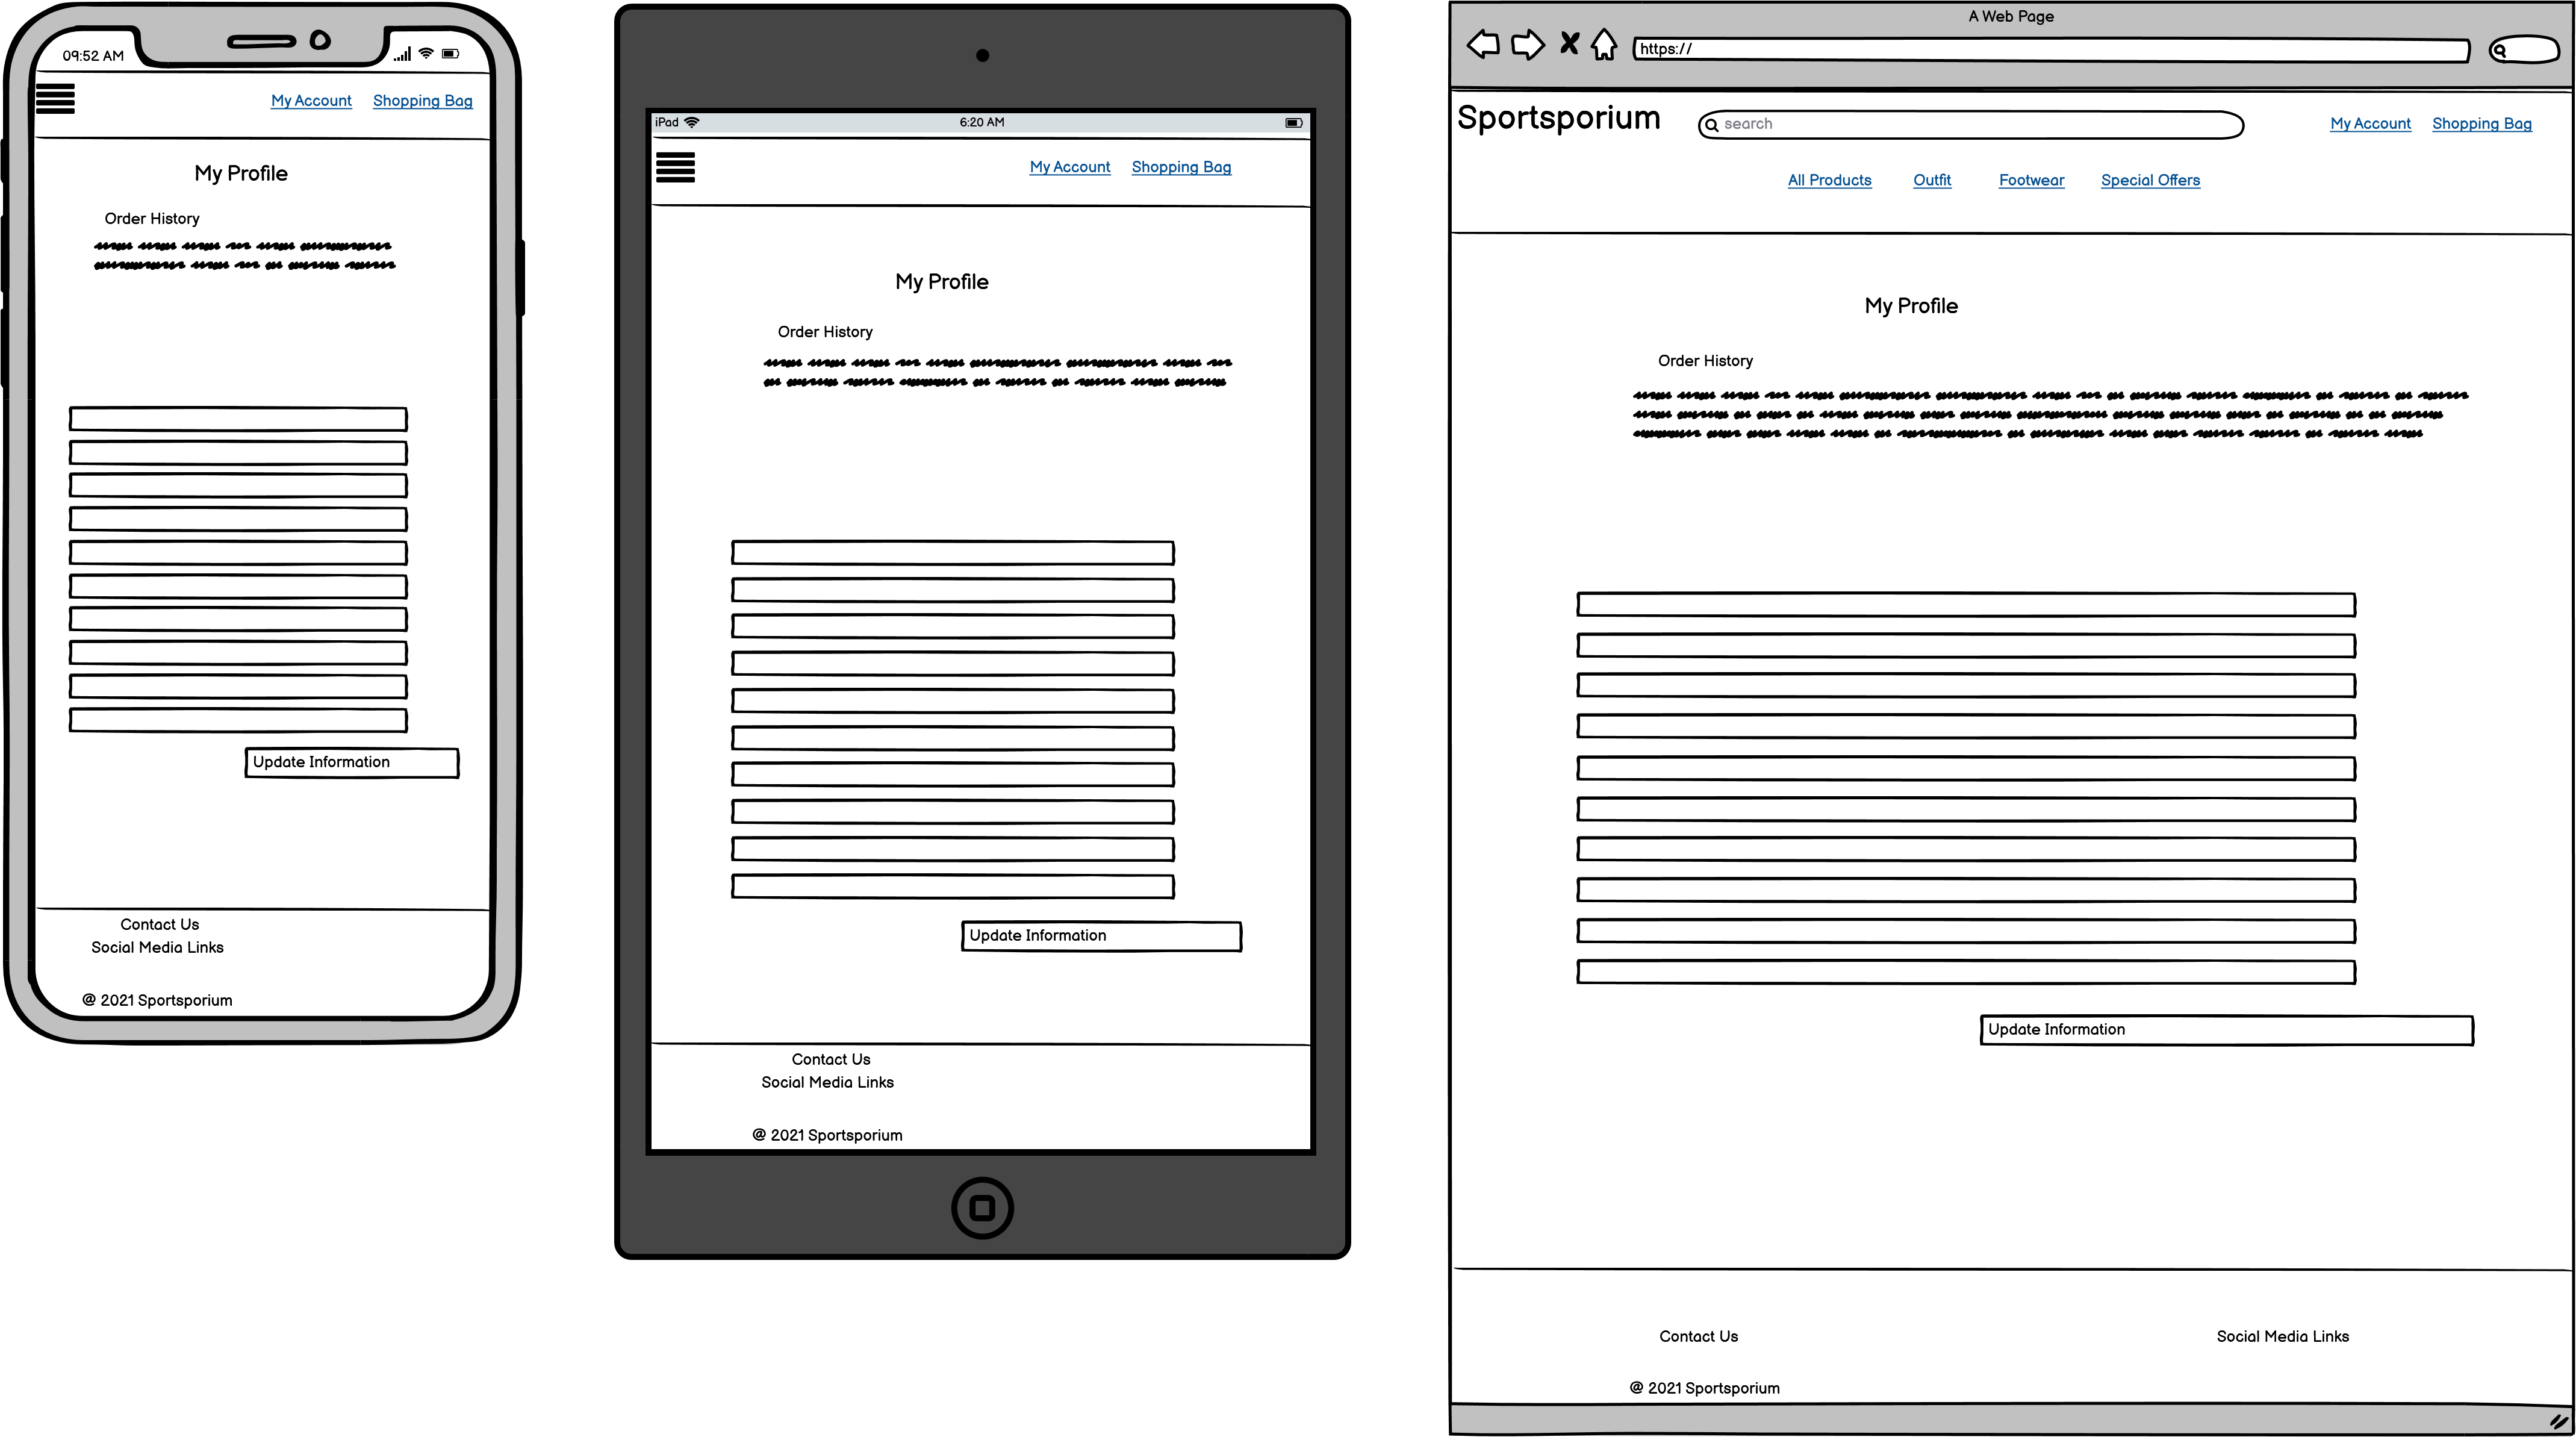 09:52 AM
My Account Shopping Bag
My Profile
Order History
Update Information
Contact Us
Social Media Links
@ 2021 Sportsporium
iPad 6:20 AM
My Account Shopping Bag
My Profile
Order History
Update Information
Contact Us
Social Media Links
@ 2021 Sportsporium
A Web Page
https://
Sportsporium search My Account Shopping Bag
All Products Outfit Footwear Special Offers
My Profile
Order History
Update Information
Contact Us Social Media Links
@ 2021 Sportsporium